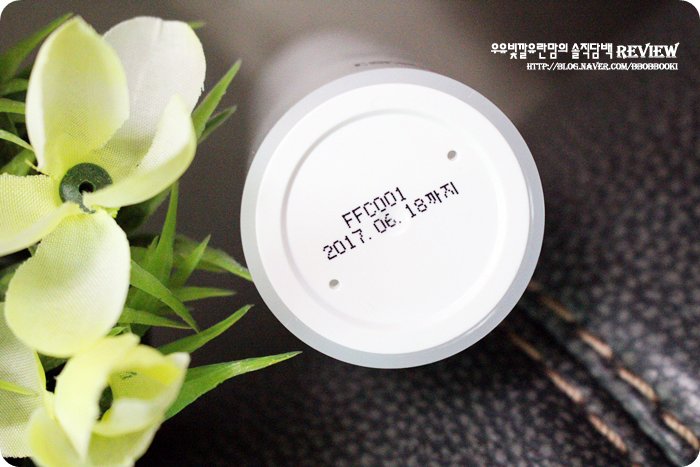 우유빛깔유란맘의 솔직담백 REVIEW
HTTP://BLOG.NAVER.COM/BBOBBOOKI
FFC001
2017.06.18까지